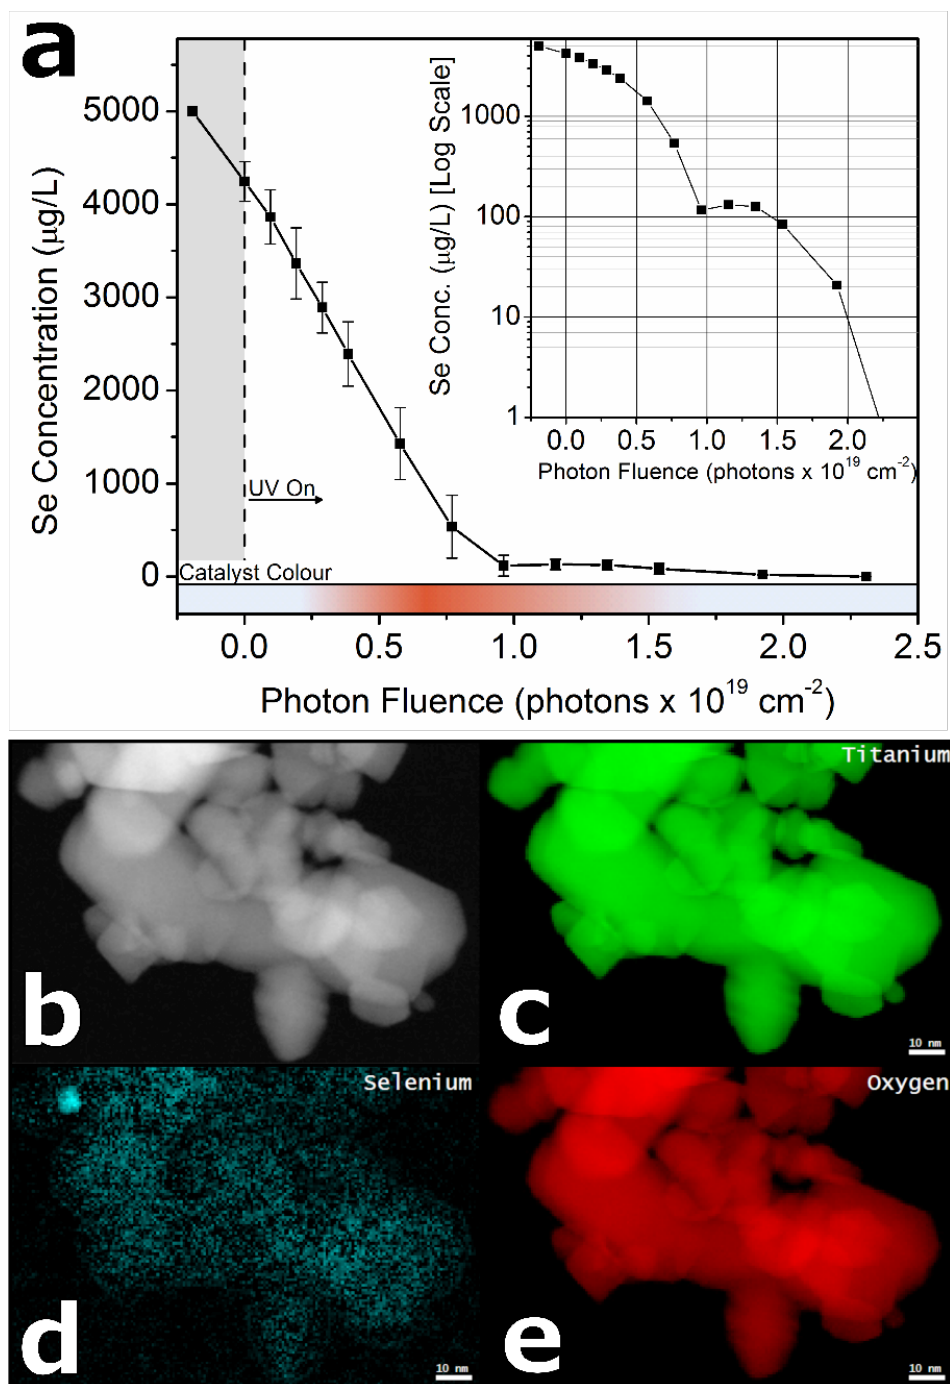 a
Se Concentration (μg/L)
5000
4000
3000
2000
1000
0
UV On
Catalyst Colour
0.0 0.5 1.0 1.5 2.0 2.5
Photon Fluence (photons x 10¹⁹ cm⁻²)
Se Conc. (μg/L) [Log Scale]
1000
100
10
1
0.0 0.5 1.0 1.5 2.0
Photon Fluence (photons x 10¹⁹ cm⁻²)
b
Titanium
c
10 nm
Selenium
d
10 nm
Oxygen
e
10 nm